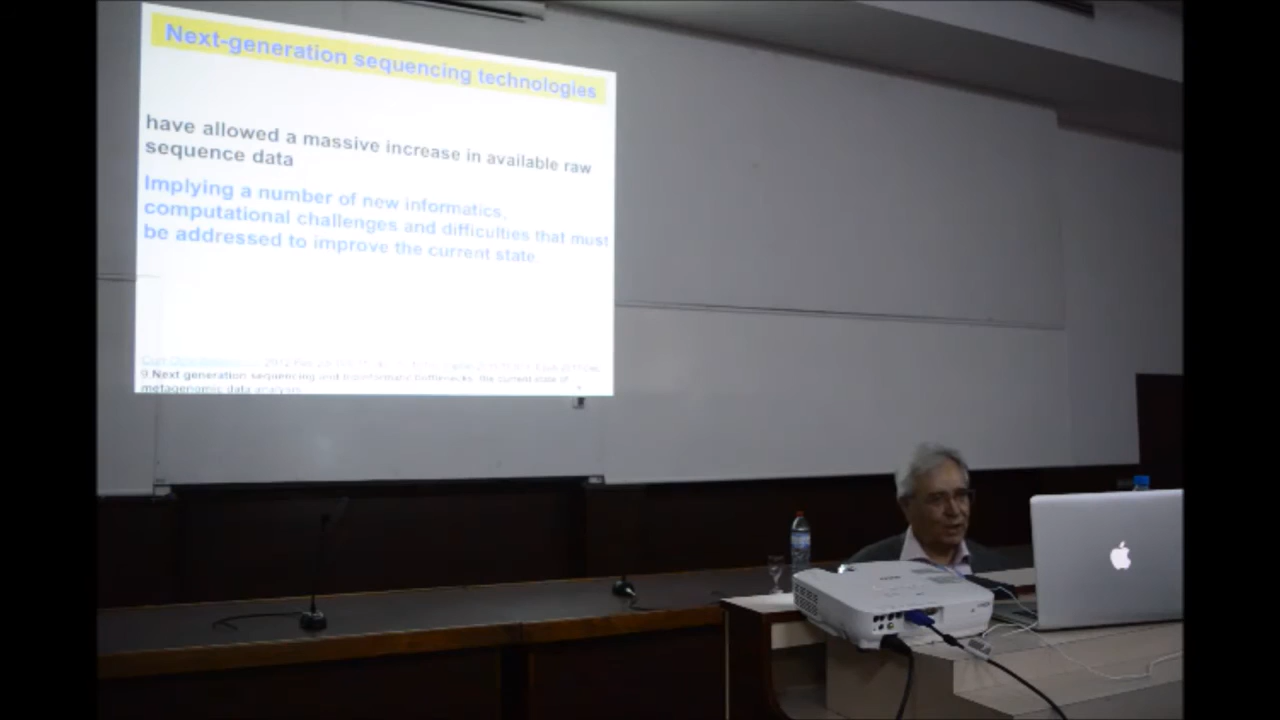 Next-generation sequencing technologies
have allowed a massive increase in available raw
sequence data
Implying a number of new informatics,
computational challenges and difficulties that must
be addressed to improve the current state.
9.Next generation sequencing and bioinformatic bottlenecks: the current state of
metagenomic data analysis